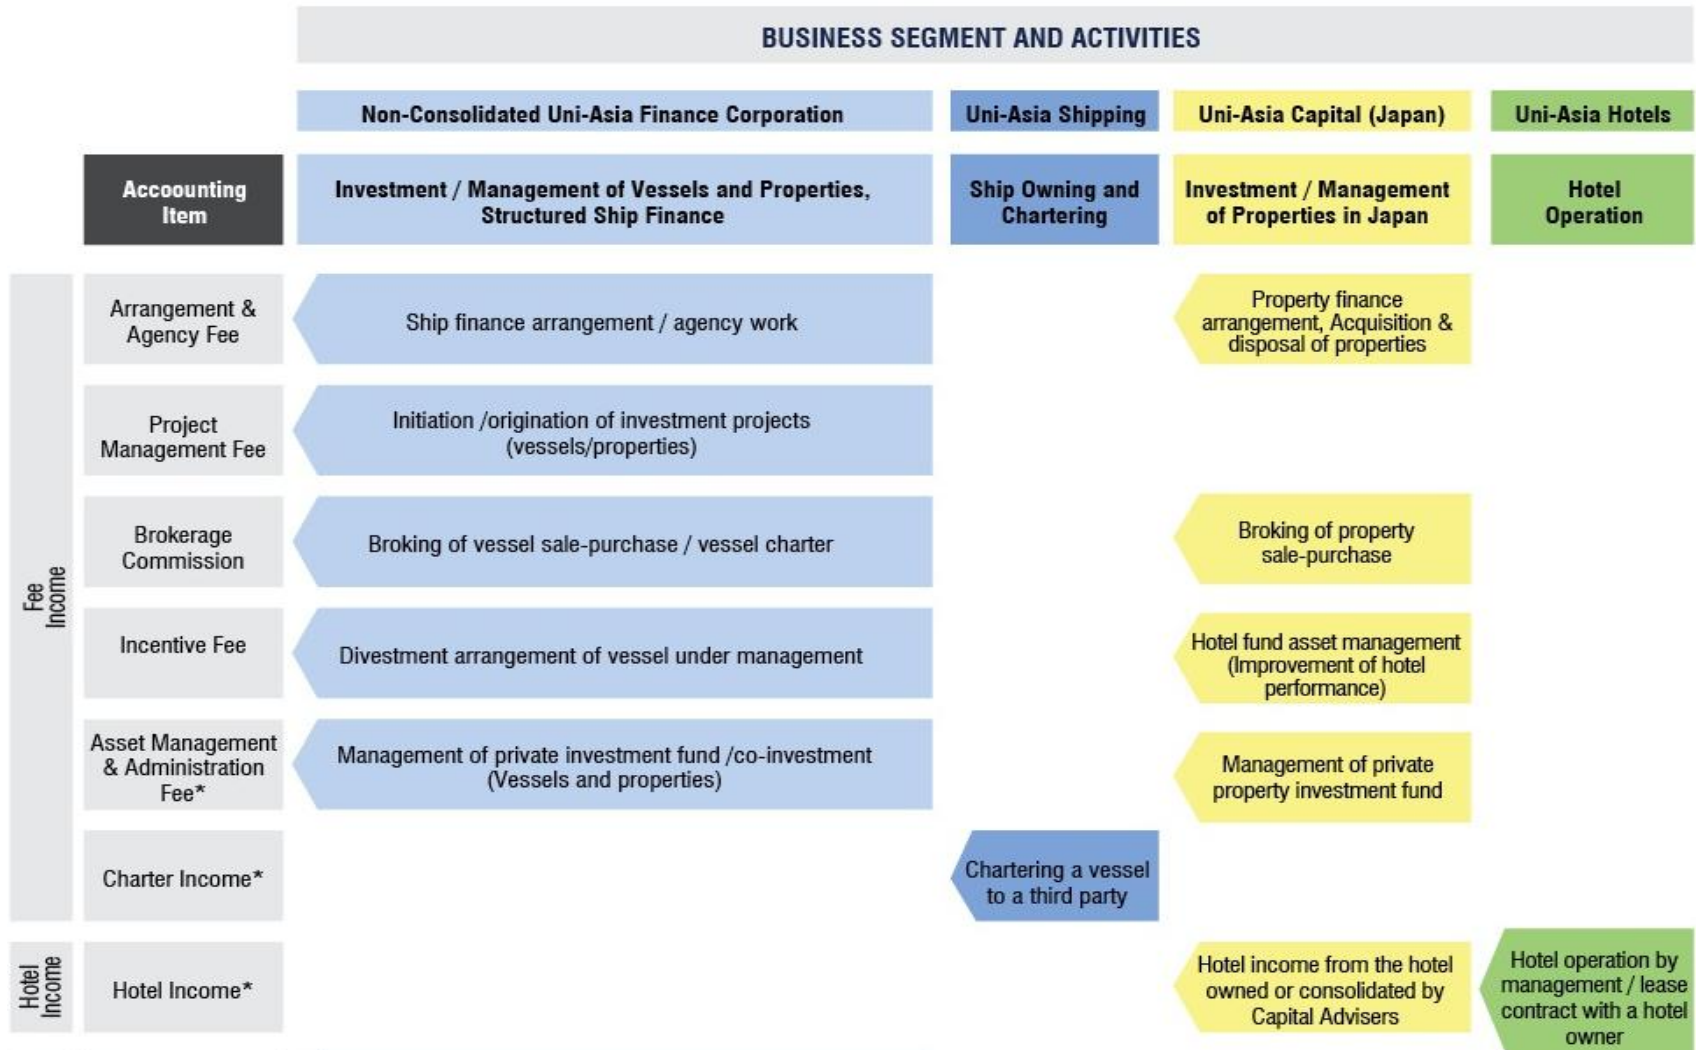 BUSINESS SEGMENT AND ACTIVITIES
Non-Consolidated Uni-Asia Finance Corporation
Uni-Asia Shipping
Uni-Asia Capital (Japan)
Uni-Asia Hotels
Accoounting
Item
Investment / Management of Vessels and Properties,
Structured Ship Finance
Ship Owning and
Chartering
Investment / Management
of Properties in Japan
Hotel
Operation
Fee
Income
Arrangement &
Agency Fee
Ship finance arrangement / agency work
Property finance
arrangement, Acquisition &
disposal of properties
Project
Management Fee
Initiation /origination of investment projects
(vessels/properties)
Brokerage
Commission
Broking of vessel sale-purchase / vessel charter
Broking of property
sale-purchase
Incentive Fee
Divestment arrangement of vessel under management
Hotel fund asset management
(Improvement of hotel
performance)
Asset Management
& Administration
Fee*
Management of private investment fund /co-investment
(Vessels and properties)
Management of private
property investment fund
Charter Income*
Chartering a vessel
to a third party
Hotel
Income
Hotel Income*
Hotel income from the hotel
owned or consolidated by
Capital Advisers
Hotel operation by
management / lease
contract with a hotel
owner